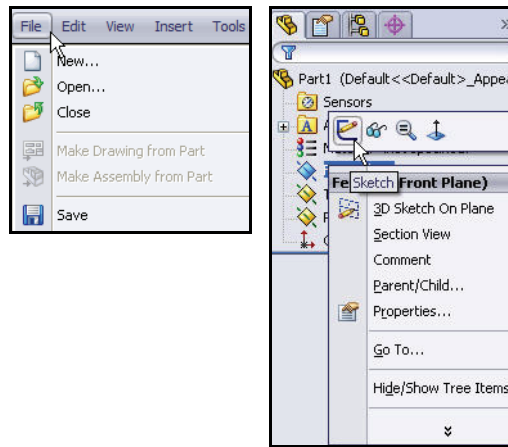 File Edit View Insert Tools
New...
Open...
Close
Make Drawing from Part
Make Assembly from Part
Save
Part1 (Default<<Default>_Appea
Sensors
Sketch
Front Plane)
3D Sketch On Plane
Section View
Comment
Parent/Child...
Properties...
Go To...
Hide/Show Tree Items